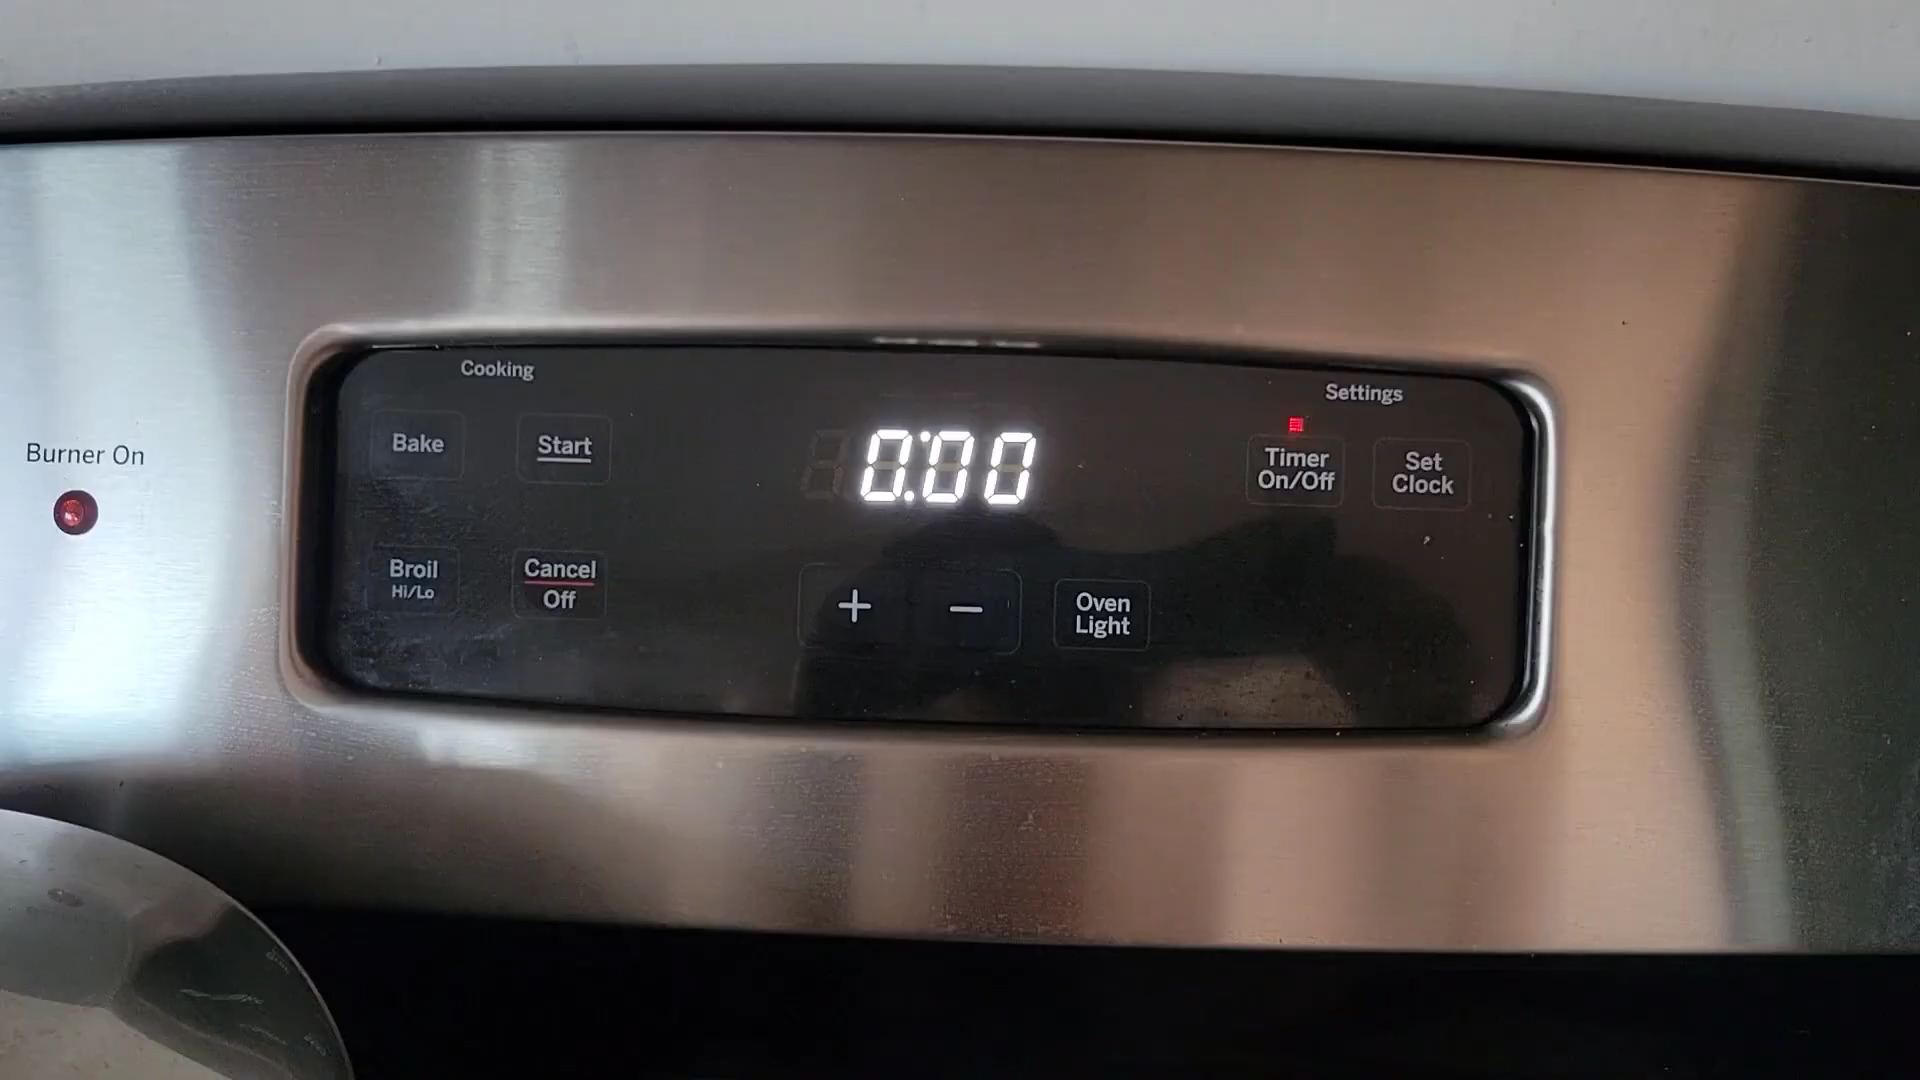 Cooking
Settings
Burner On
Bake
Start
0:00
Timer
On/Off
Set
Clock
Broil
Hi/Lo
Cancel
Off
+
−
Oven
Light